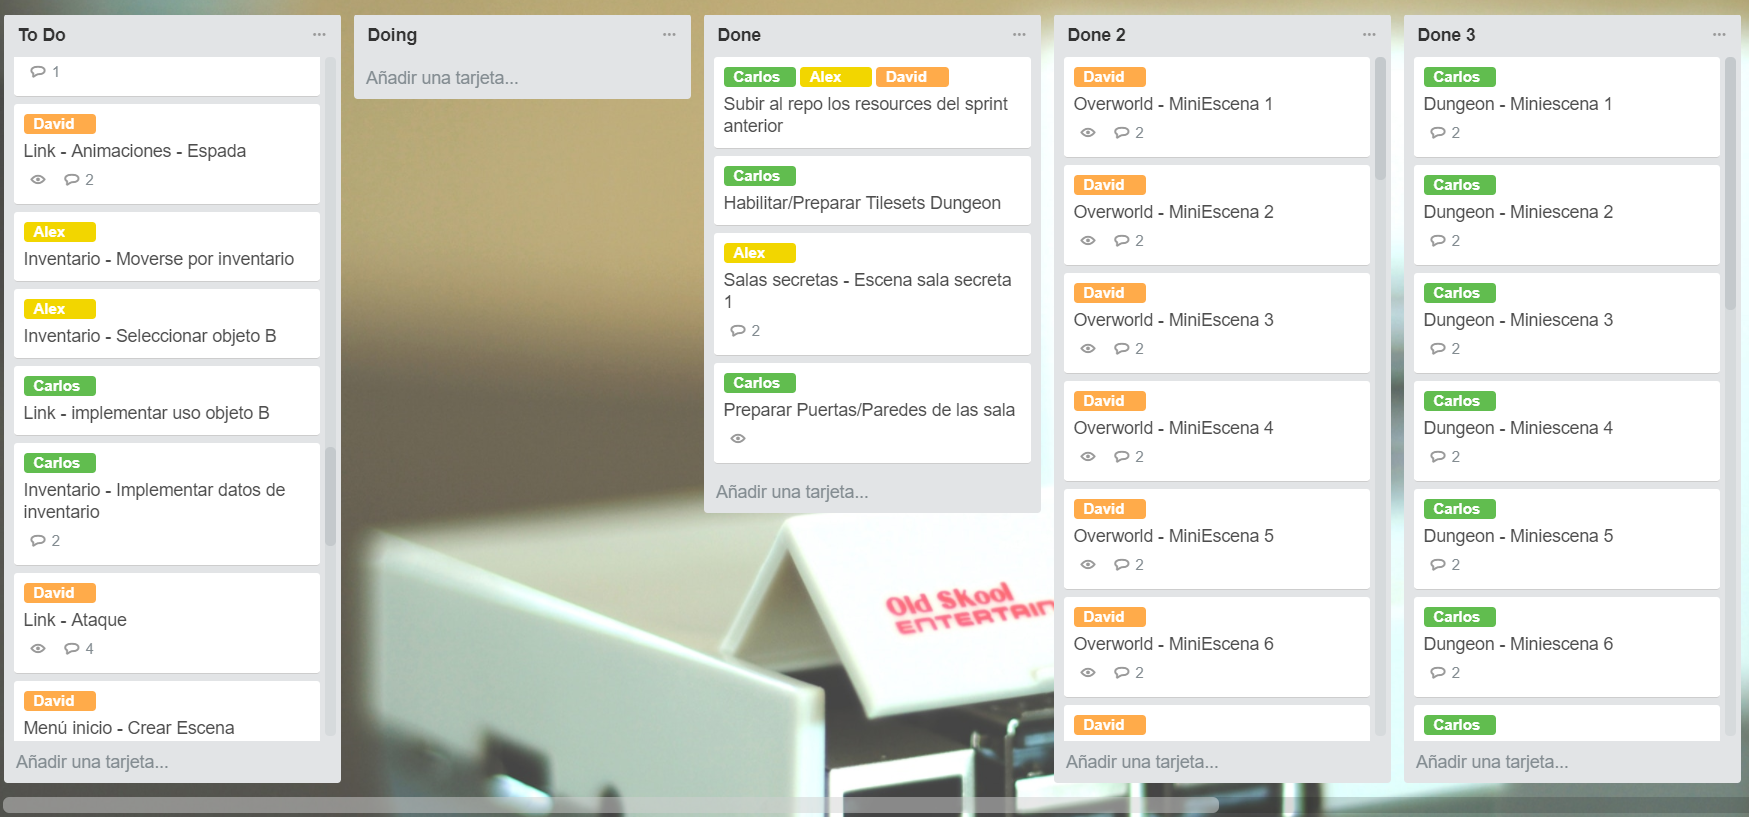 To Do
1
David
Link - Animaciones - Espada
2
Alex
Inventario - Moverse por inventario
Alex
Inventario - Seleccionar objeto B
Carlos
Link - implementar uso objeto B
Carlos
Inventario - Implementar datos de
inventario
2
David
Link - Ataque
4
David
Menú inicio - Crear Escena
Añadir una tarjeta...
Doing
Añadir una tarjeta...
Done
Carlos Alex David
Subir al repo los resources del sprint
anterior
Carlos
Habilitar/Preparar Tilesets Dungeon
Alex
Salas secretas - Escena sala secreta
1
2
Carlos
Preparar Puertas/Paredes de las sala
Añadir una tarjeta...
Old Skool
ENTERTAIN
Done 2
David
Overworld - MiniEscena 1
2
David
Overworld - MiniEscena 2
2
David
Overworld - MiniEscena 3
2
David
Overworld - MiniEscena 4
2
David
Overworld - MiniEscena 5
2
David
Overworld - MiniEscena 6
2
David
Añadir una tarjeta...
Done 3
Carlos
Dungeon - Miniescena 1
2
Carlos
Dungeon - Miniescena 2
2
Carlos
Dungeon - Miniescena 3
2
Carlos
Dungeon - Miniescena 4
2
Carlos
Dungeon - Miniescena 5
2
Carlos
Dungeon - Miniescena 6
2
Carlos
Añadir una tarjeta...